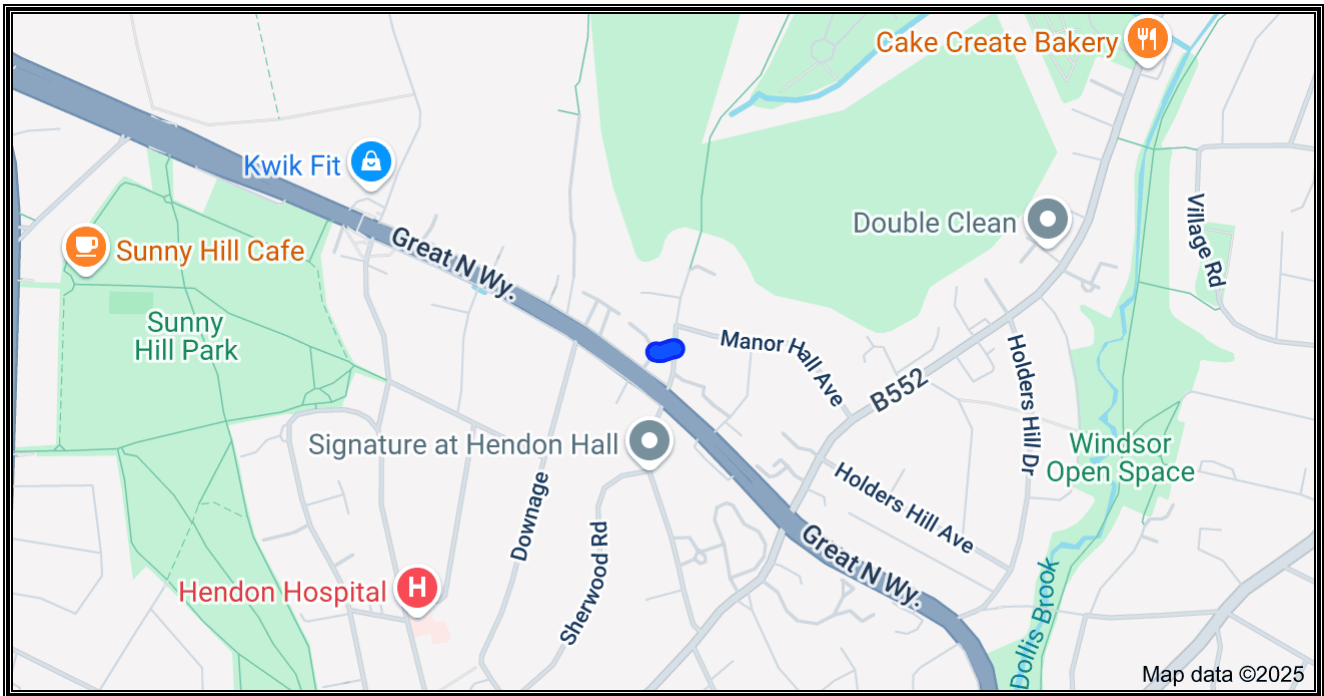 Cake Create Bakery
Kwik Fit
Village Rd
Double Clean
Sunny Hill Cafe
Great N Wy.
Sunny
Hill Park
Manor Hall Ave
Holders Hill Dr
B552
Signature at Hendon Hall
Windsor
Open Space
Holders Hill Ave
Downage
Sherwood Rd
Great N Wy.
Hendon Hospital
H
Dollis Brook
Map data ©2025